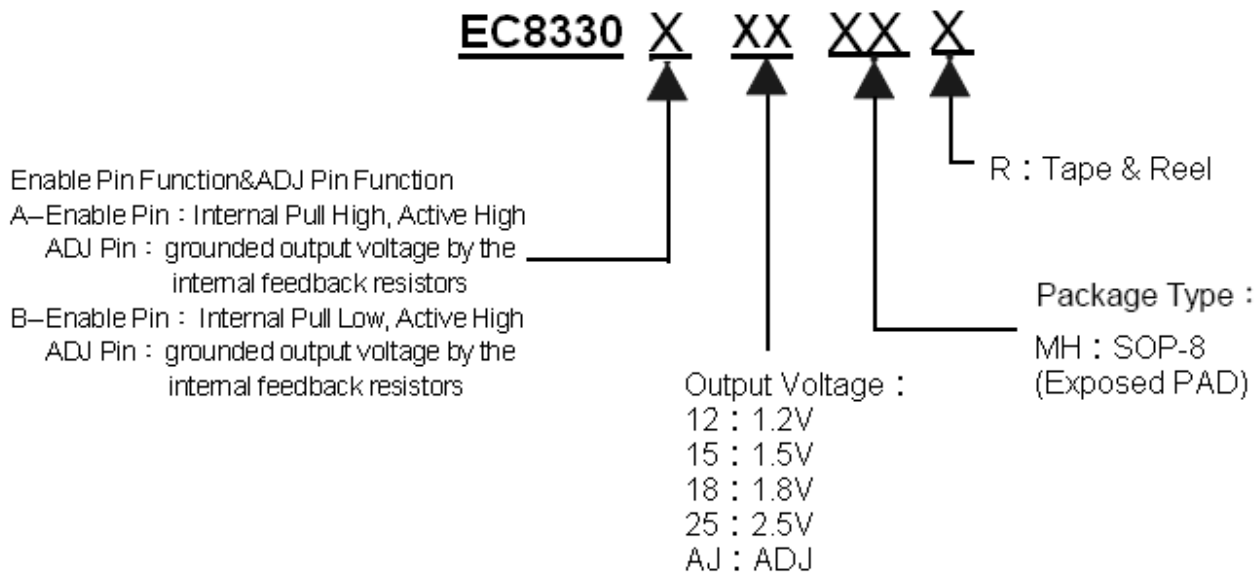 EC8330 X XX XX X
R : Tape & Reel
Enable Pin Function&ADJ Pin Function
A–Enable Pin : Internal Pull High, Active High
ADJ Pin : grounded output voltage by the
internal feedback resistors
B–Enable Pin : Internal Pull Low, Active High
ADJ Pin : grounded output voltage by the
internal feedback resistors
Package Type :
MH : SOP-8
(Exposed PAD)
Output Voltage :
12 : 1.2V
15 : 1.5V
18 : 1.8V
25 : 2.5V
AJ : ADJ